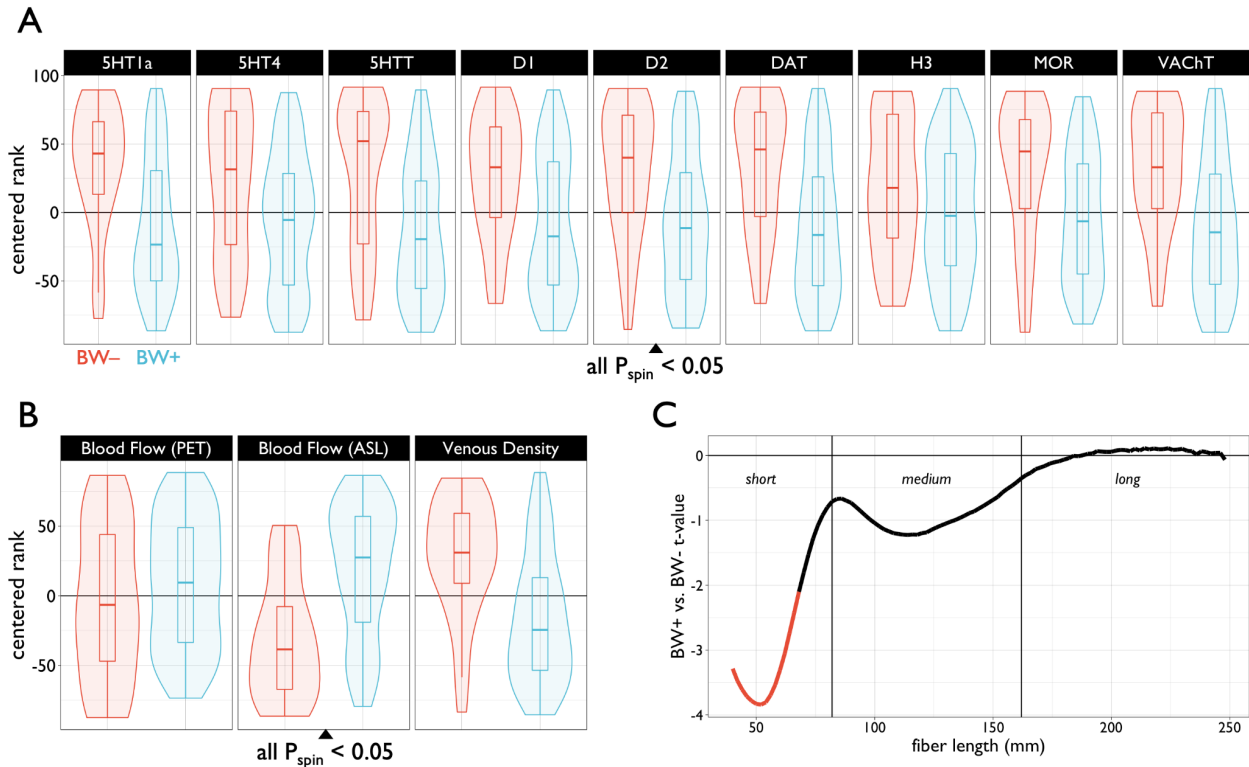 A
5HT1a 5HT4 5HTT D1 D2 DAT H3 MOR VAChT
100
50
0
-50
centered rank
BW– BW+
all Pspin < 0.05
B
Blood Flow (PET) Blood Flow (ASL) Venous Density
50
0
-50
centered rank
all Pspin < 0.05
C
0
-1
-2
-3
-4
BW+ vs. BW- t-value
short medium long
50 100 150 200 250
fiber length (mm)